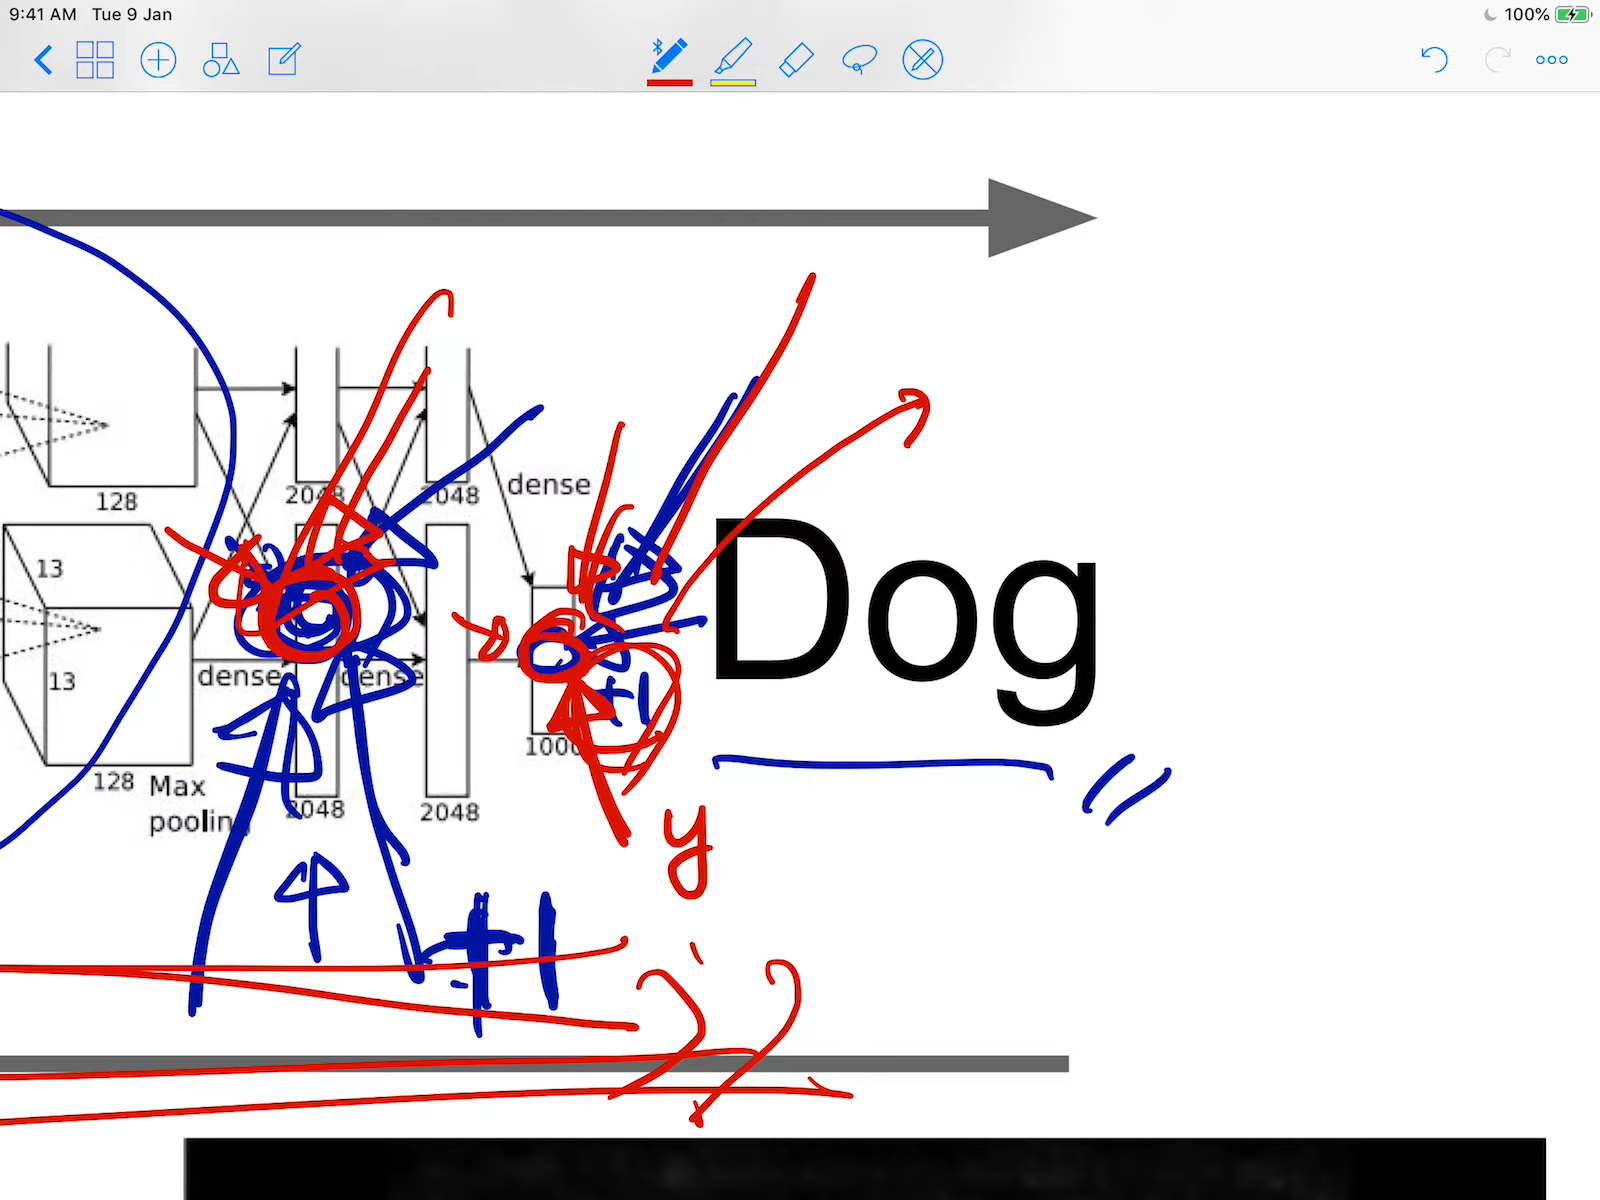 9:41 AM Tue 9 Jan
100%
dense
128
2048
2048
Dog
13
13
dense
dense
+1
1000
128
Max
pooling
2048
2048
y
+1